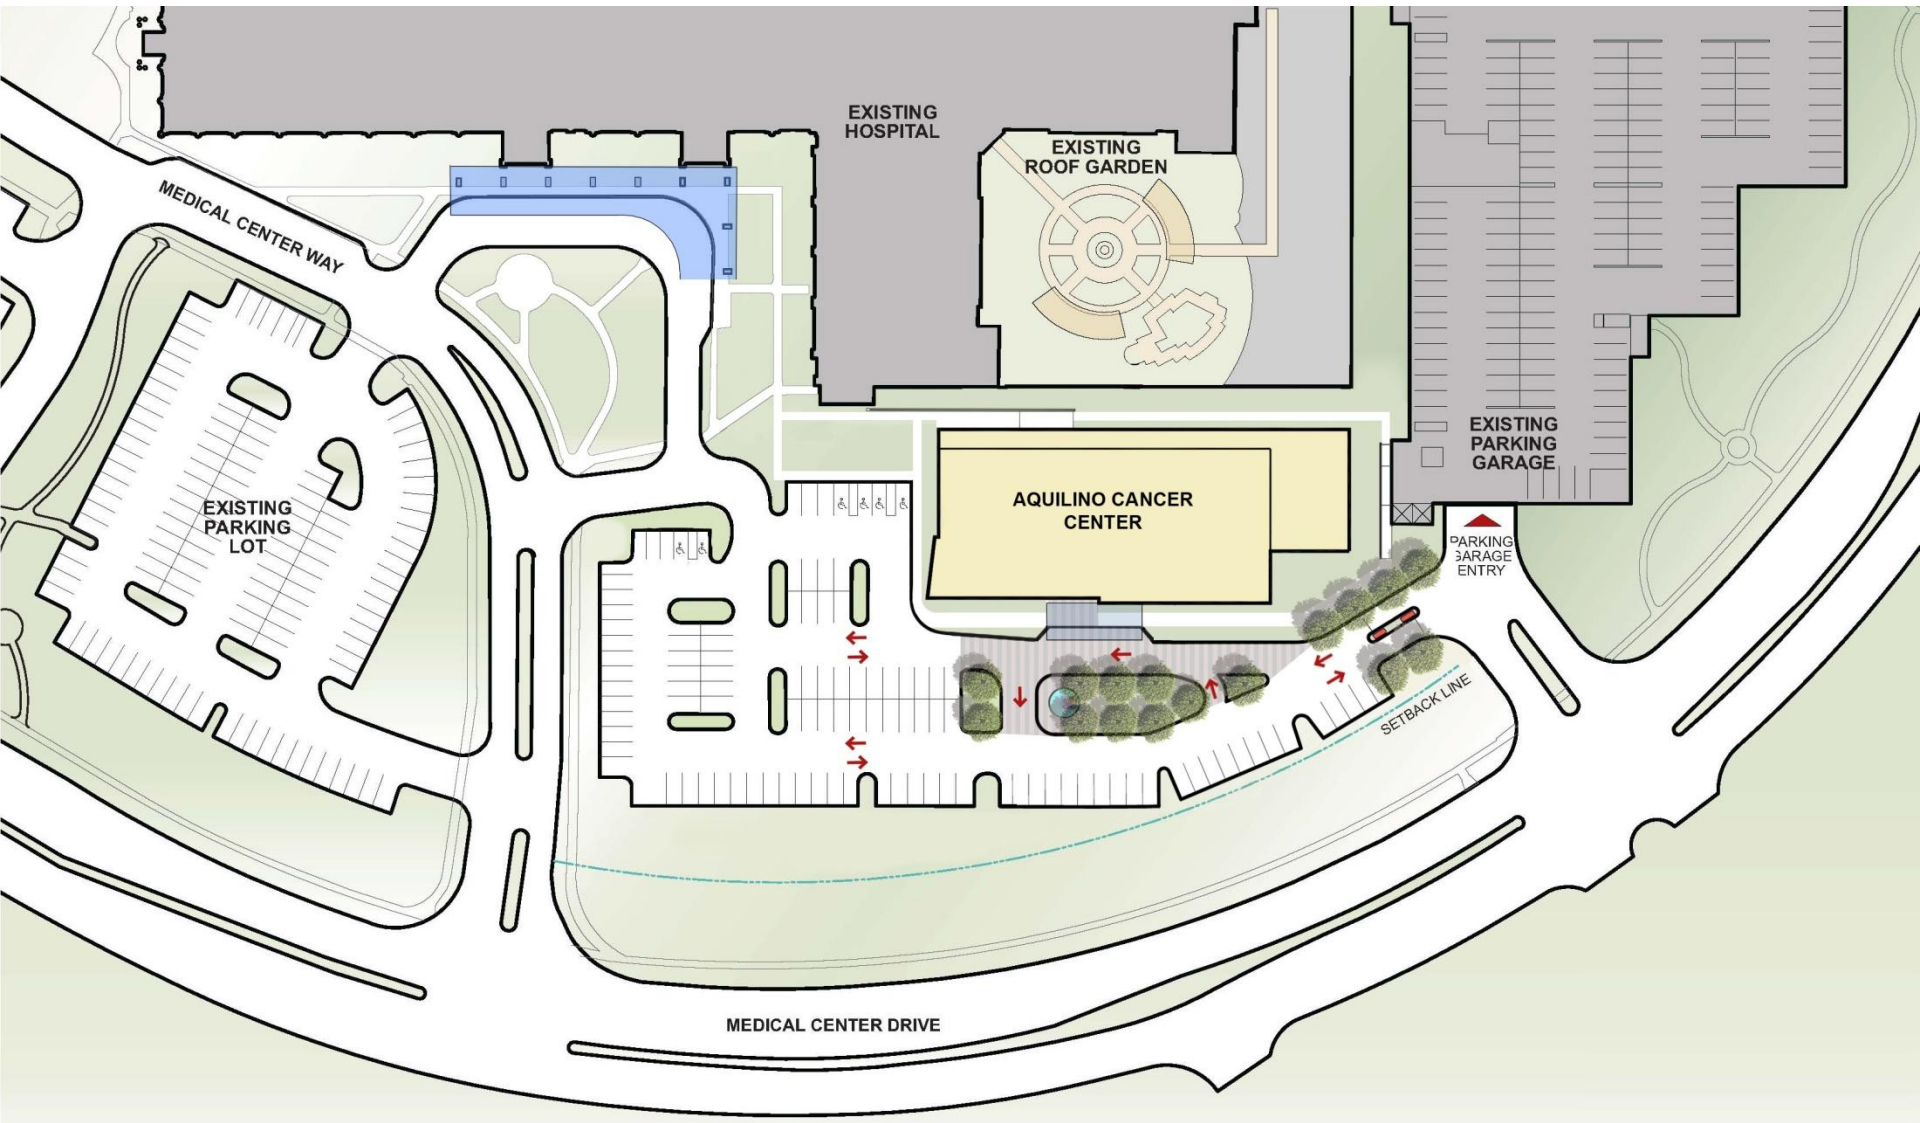 EXISTING
HOSPITAL
EXISTING
ROOF GARDEN
MEDICAL CENTER WAY
EXISTING
PARKING
GARAGE
EXISTING
PARKING
LOT
AQUILINO CANCER
CENTER
PARKING
GARAGE
ENTRY
SETBACK LINE
MEDICAL CENTER DRIVE